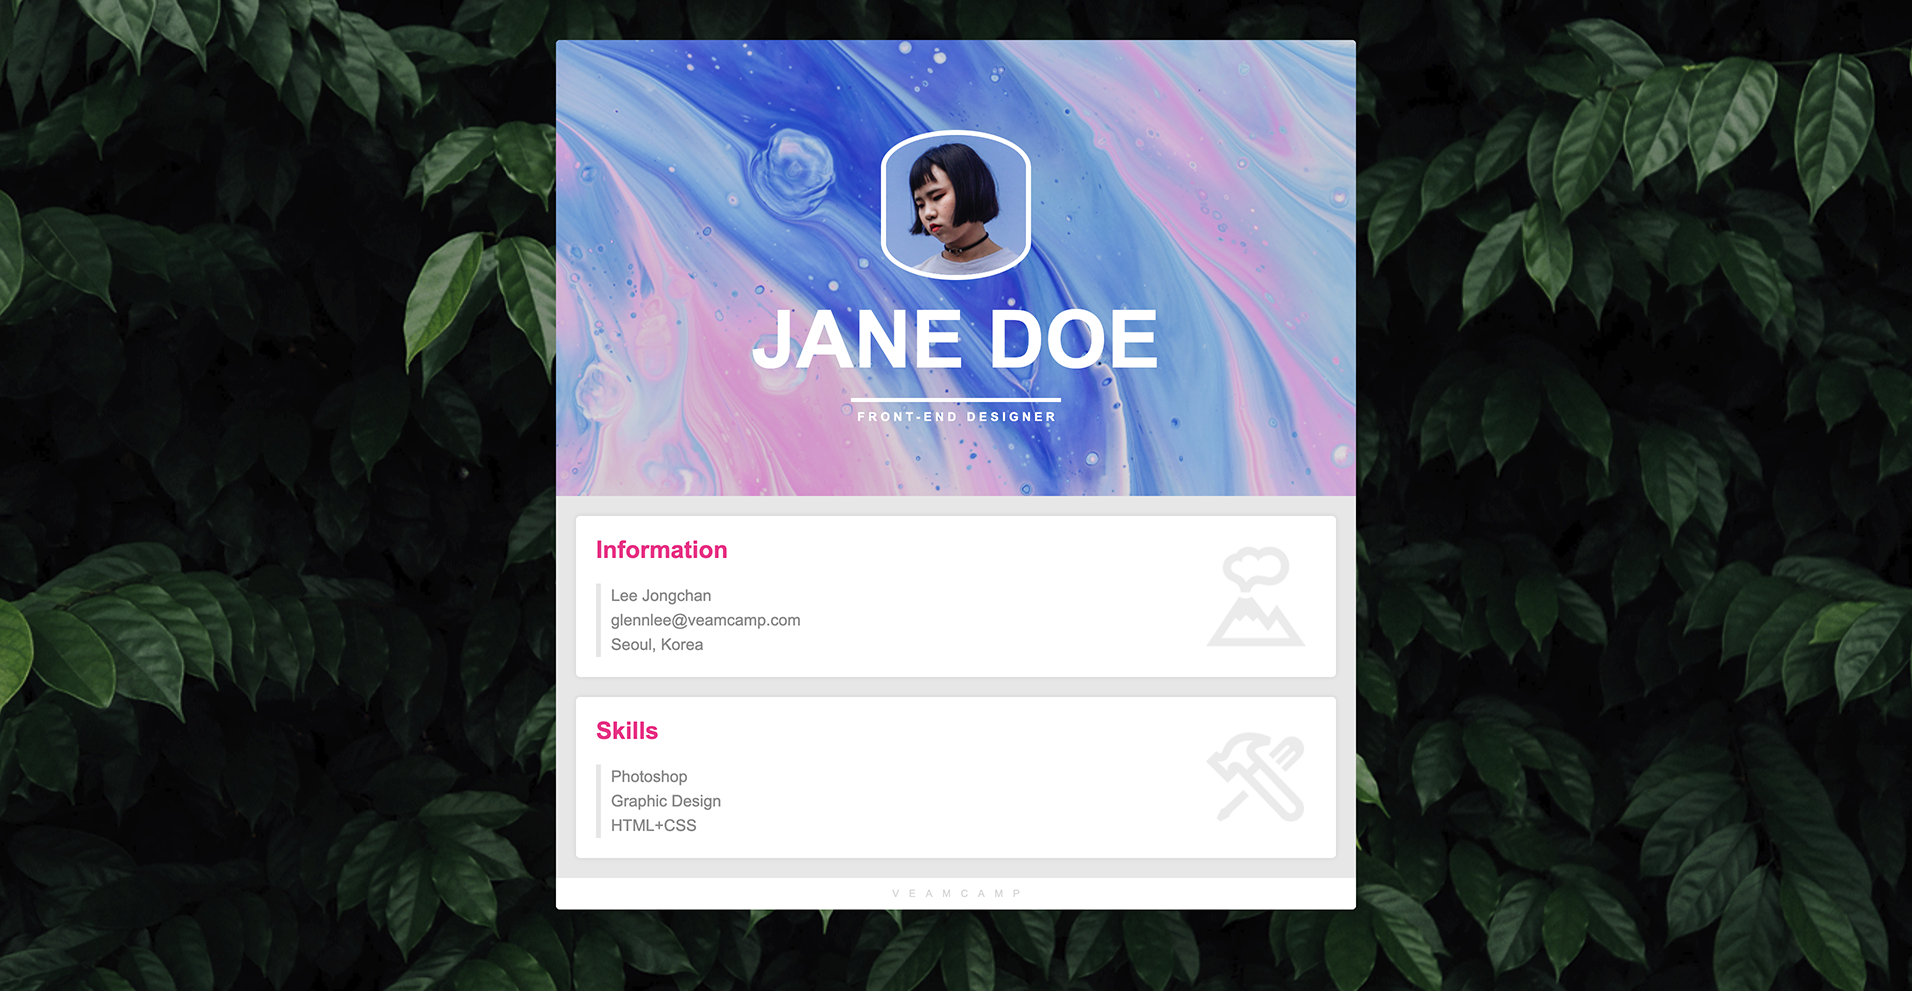 JANE DOE
FRONT-END DESIGNER
Information
Lee Jongchan
glennlee@veamcamp.com
Seoul, Korea
Skills
Photoshop
Graphic Design
HTML+CSS
VEAMCAMP